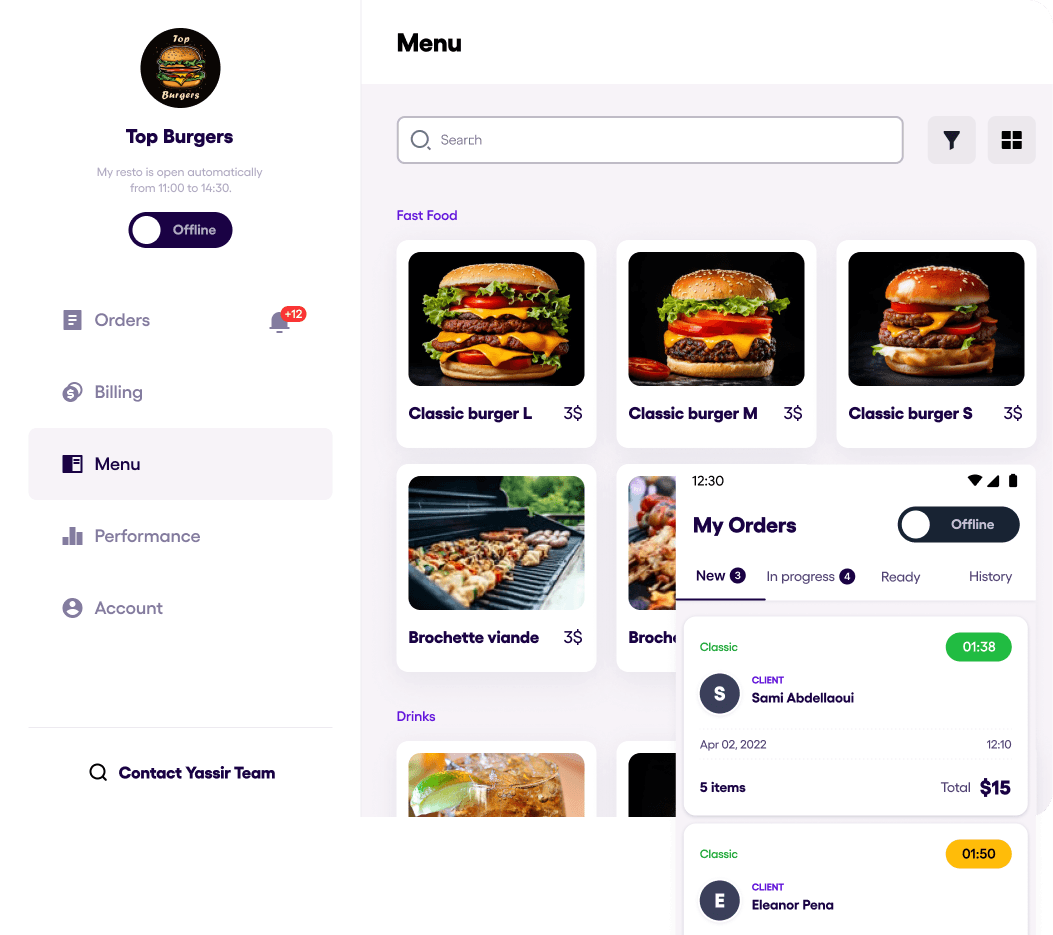 Top
Burgers
Top Burgers
My resto is open automatically
from 11:00 to 14:30.
Offline
Orders
+12
Billing
Menu
Performance
Account
Contact Yassir Team
Menu
Search
Fast Food
Classic burger L 3$
Classic burger M 3$
Classic burger S 3$
Brochette viande 3$
Broche
Drinks
12:30
My Orders
Offline
New 3 In progress 4 Ready History
Classic 01:38
S
CLIENT
Sami Abdellaoui
Apr 02, 2022 12:10
5 items Total $15
Classic 01:50
E
CLIENT
Eleanor Pena